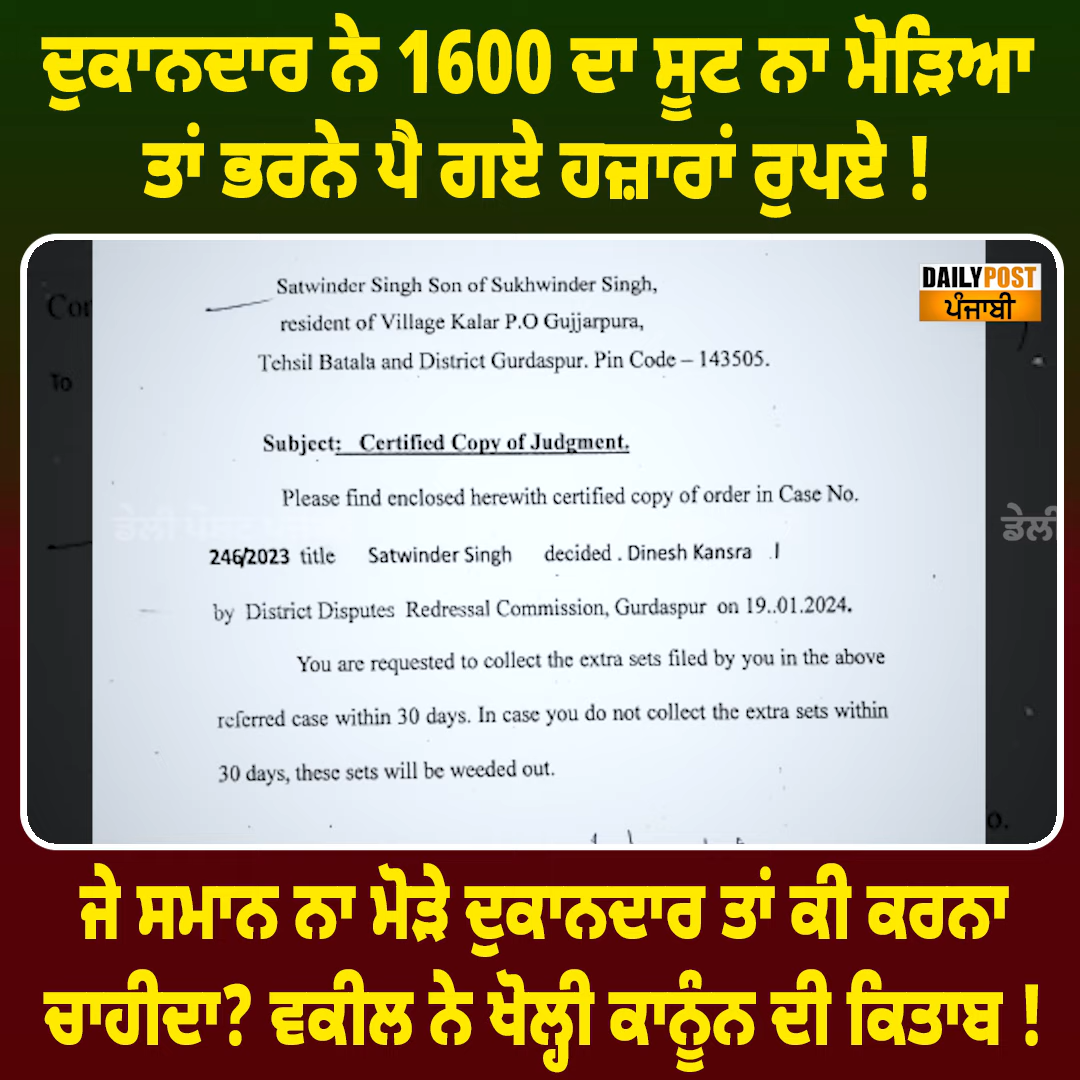 ਦੁਕਾਨਦਾਰ ਨੇ 1600 ਦਾ ਸੂਟ ਨਾ ਮੋੜਿਆ
ਤਾਂ ਭਰਨੇ ਪੈ ਗਏ ਹਜ਼ਾਰਾਂ ਰੁਪਏ !
DAILYPOST
ਪੰਜਾਬੀ
To
Satwinder Singh Son of Sukhwinder Singh,
resident of Village Kalar P.O Gujjarpura,
Tehsil Batala and District Gurdaspur. Pin Code – 143505.
Subject: Certified Copy of Judgment.
Please find enclosed herewith certified copy of order in Case No.
246/2023 title Satwinder Singh decided . Dinesh Kansra
by District Disputes Redressal Commission, Gurdaspur on 19..01.2024.
You are requested to collect the extra sets filed by you in the above
referred case within 30 days. In case you do not collect the extra sets within
30 days, these sets will be weeded out.
ਜੇ ਸਮਾਨ ਨਾ ਮੋੜੇ ਦੁਕਾਨਦਾਰ ਤਾਂ ਕੀ ਕਰਨਾ
ਚਾਹੀਦਾ? ਵਕੀਲ ਨੇ ਖੋਲ੍ਹੀ ਕਾਨੂੰਨ ਦੀ ਕਿਤਾਬ !